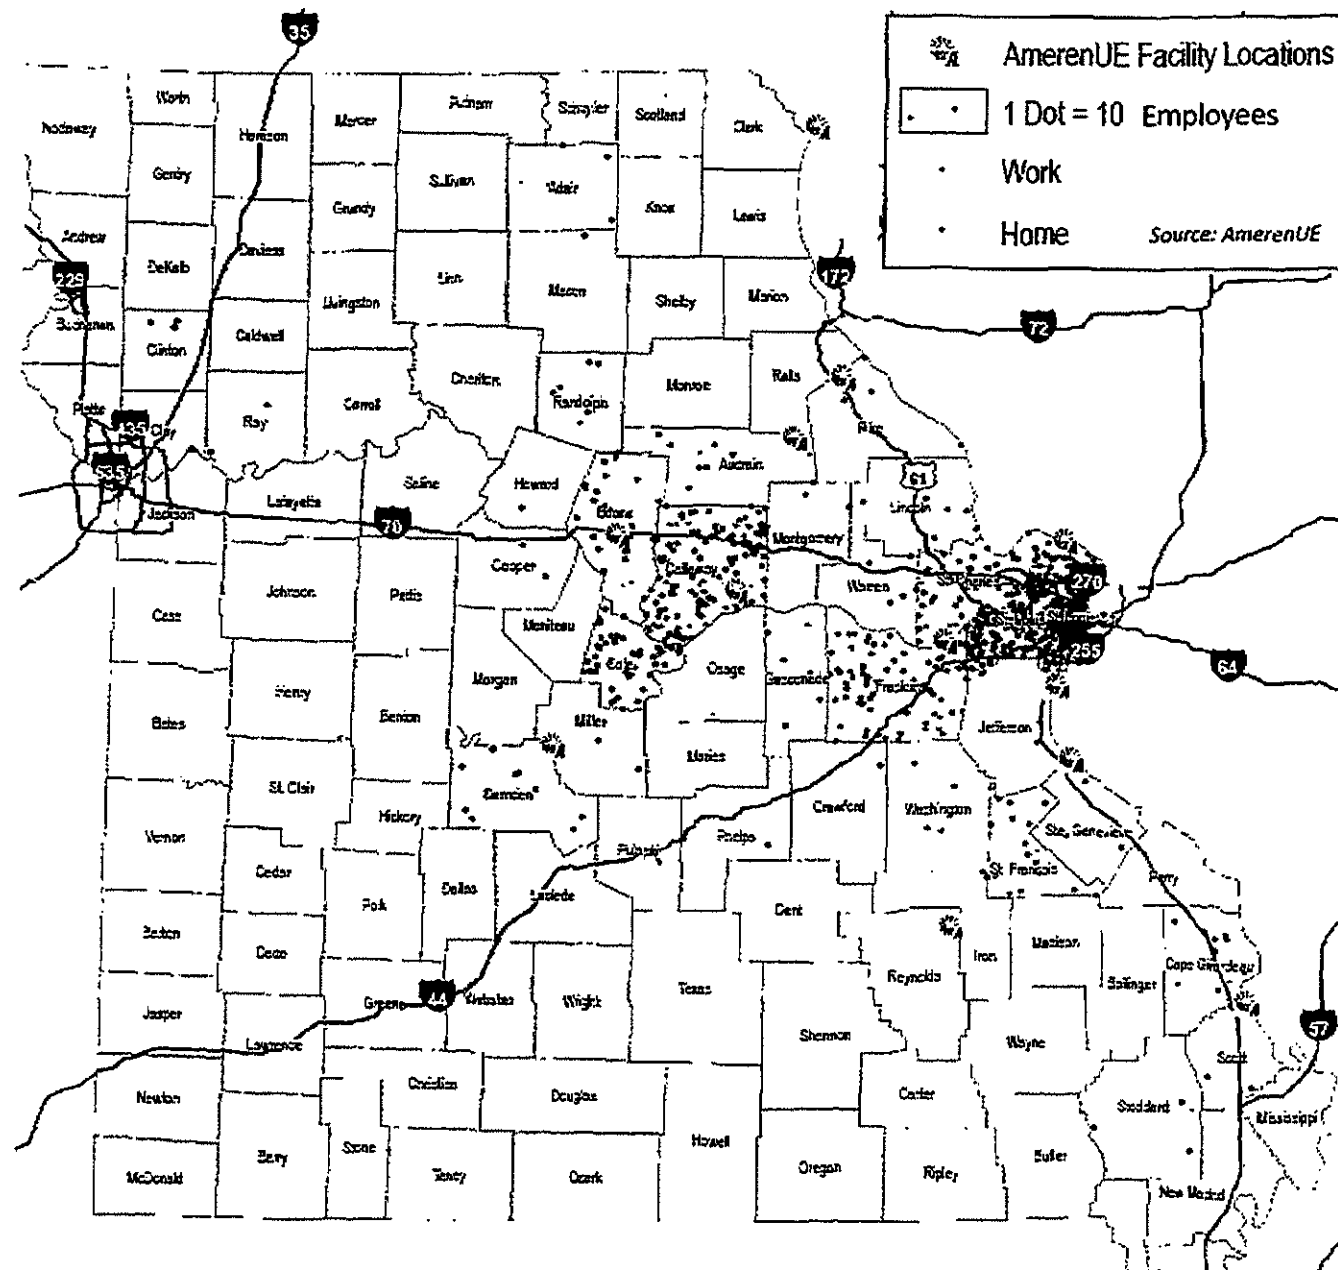 AmerenUE Facility Locations
1 Dot = 10 Employees
Work
Home
Source: AmerenUE
35
Worth
Nodaway
Harrison
Mercer
Putnam
Schuyler
Scotland
Clark
Gentry
Sullivan
Adair
Knox
Lewis
Grundy
Andrew
DeKalb
Daviess
Linn
Macon
Shelby
Marion
Livingston
229
172
72
Buchanan
Clinton
Caldwell
Chariton
Randolph
Monroe
Ralls
Carroll
Ray
Platte
Clay
435
Pike
Audrain
635
61
Lincoln
Jackson
Lafayette
Saline
Howard
Boone
70
Montgomery
Callaway
Cooper
Warren
St. Charles
270
Cass
Johnson
Pettis
Moniteau
Cole
Osage
Gasconade
Franklin
255
64
Morgan
Henry
Benton
Bates
Miller
Jefferson
Maries
St. Clair
Camden
Hickory
Crawford
Washington
Vernon
Pulaski
Phelps
Ste. Genevieve
St. Francois
Perry
Cedar
Polk
Dallas
Laclede
Dent
Barton
Dade
Iron
Madison
Reynolds
Bollinger
Cape Girardeau
Greene
44
Webster
Wright
Texas
Jasper
Lawrence
Shannon
Wayne
57
Scott
Newton
Christian
Douglas
Carter
Stoddard
Mississippi
McDonald
Barry
Stone
Taney
Ozark
Howell
Oregon
Ripley
Butler
New Madrid